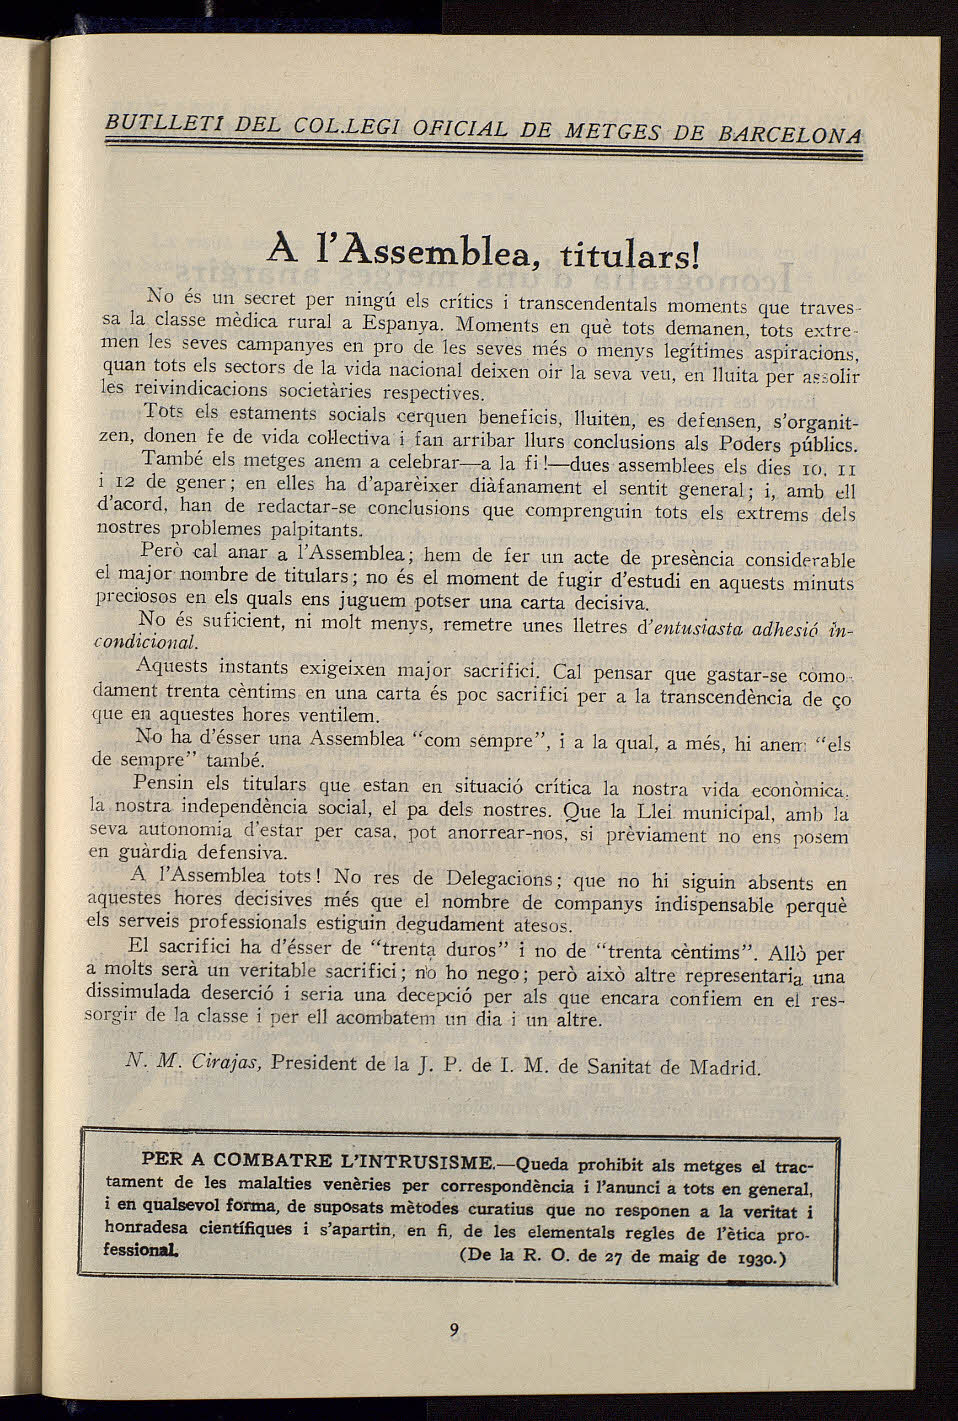 BUTLLETI DEL COL.LEGI OFICIAL DE METGES DE BARCELONA
A l'Assemblea, titulars!
No és un secret per ningú els crítics i transcendentals moments que traves-
sa la classe mèdica rural a Espanya. Moments en què tots demanen, tots extre-
men les seves campanyes en pro de les seves més o menys legítimes aspiracions,
quan tots els sectors de la vida nacional deixen oir la seva veu, en lluita per assolir
les reivindicacions societàries respectives.
Tots els estaments socials cerquen beneficis, lluiten, es defensen, s'organit-
zen, donen fe de vida col·lectiva i fan arribar llurs conclusions als Poders públics.
També els metges anem a celebrar—a la fi!—dues assemblees els dies 10, 11
i 12 de gener; en elles ha d'aparèixer diàfanament el sentit general; i, amb ell
d'acord, han de redactar-se conclusions que comprenguin tots els extrems dels
nostres problemes palpitants.
Però cal anar a l'Assemblea; hem de fer un acte de presència considerable
el major nombre de titulars; no és el moment de fugir d'estudi en aquests minuts
preciosos en els quals ens juguem potser una carta decisiva.
No és suficient, ni molt menys, remetre unes lletres d'entusiasta adhesió in-
condicional.
Aquests instants exigeixen major sacrifici. Cal pensar que gastar-se còmo-
dament trenta cèntims en una carta és poc sacrifici per a la transcendència de ço
que en aquestes hores ventilem.
No ha d'ésser una Assemblea "com sempre", i a la qual, a més, hi anem "els
de sempre" també.
Pensin els titulars que estan en situació crítica la nostra vida econòmica,
la nostra independència social, el pa dels nostres. Que la Llei municipal, amb la
seva autonomia d'estar per casa, pot anorrear-nos, si prèviament no ens posem
en guàrdia defensiva.
A l'Assemblea tots! No res de Delegacions; que no hi siguin absents en
aquestes hores decisives més que el nombre de companys indispensable perquè
els serveis professionals estiguin degudament atesos.
El sacrifici ha d'ésser de "trenta duros" i no de "trenta cèntims". Allò per
a molts serà un veritable sacrifici; no ho nego; però això altre representaria una
dissimulada deserció i seria una decepció per als que encara confiem en el res-
sorgir de la classe i per ell acombatem un dia i un altre.
N. M. Cirajas, President de la J. P. de I. M. de Sanitat de Madrid.
PER A COMBATRE L'INTRUSISME.—Queda prohibit als metges el trac-
tament de les malalties venèries per correspondència i l'anunci a tots en general,
i en qualsevol forma, de suposats mètodes curatius que no responen a la veritat i
honradesa científiques i s'apartin, en fi, de les elementals regles de l'ètica pro-
fessional. (De la R. O. de 27 de maig de 1930.)
9